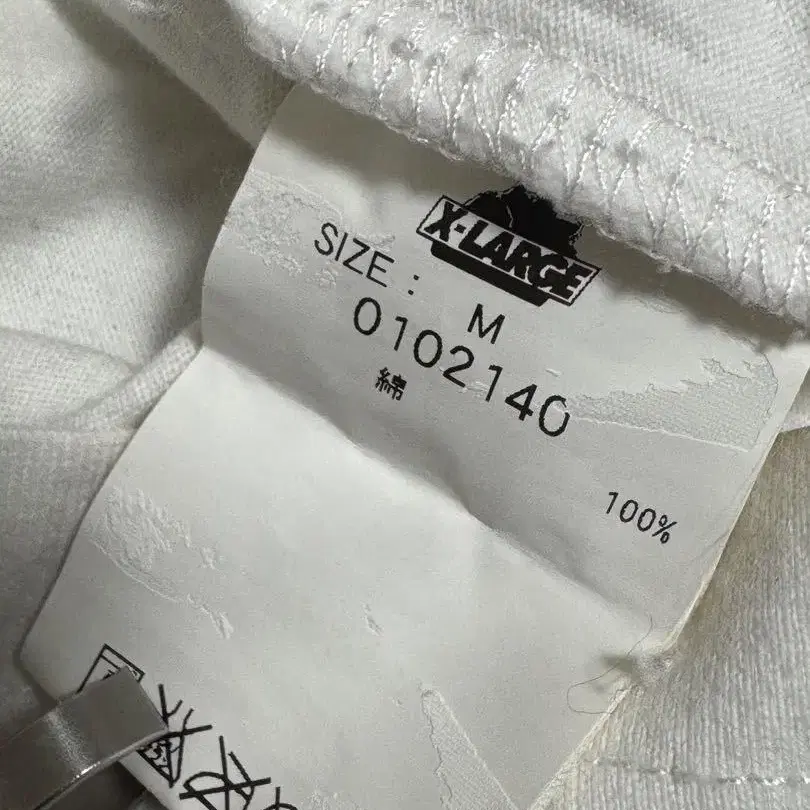 X-LARGE
SIZE : M
0102140
綿 100%